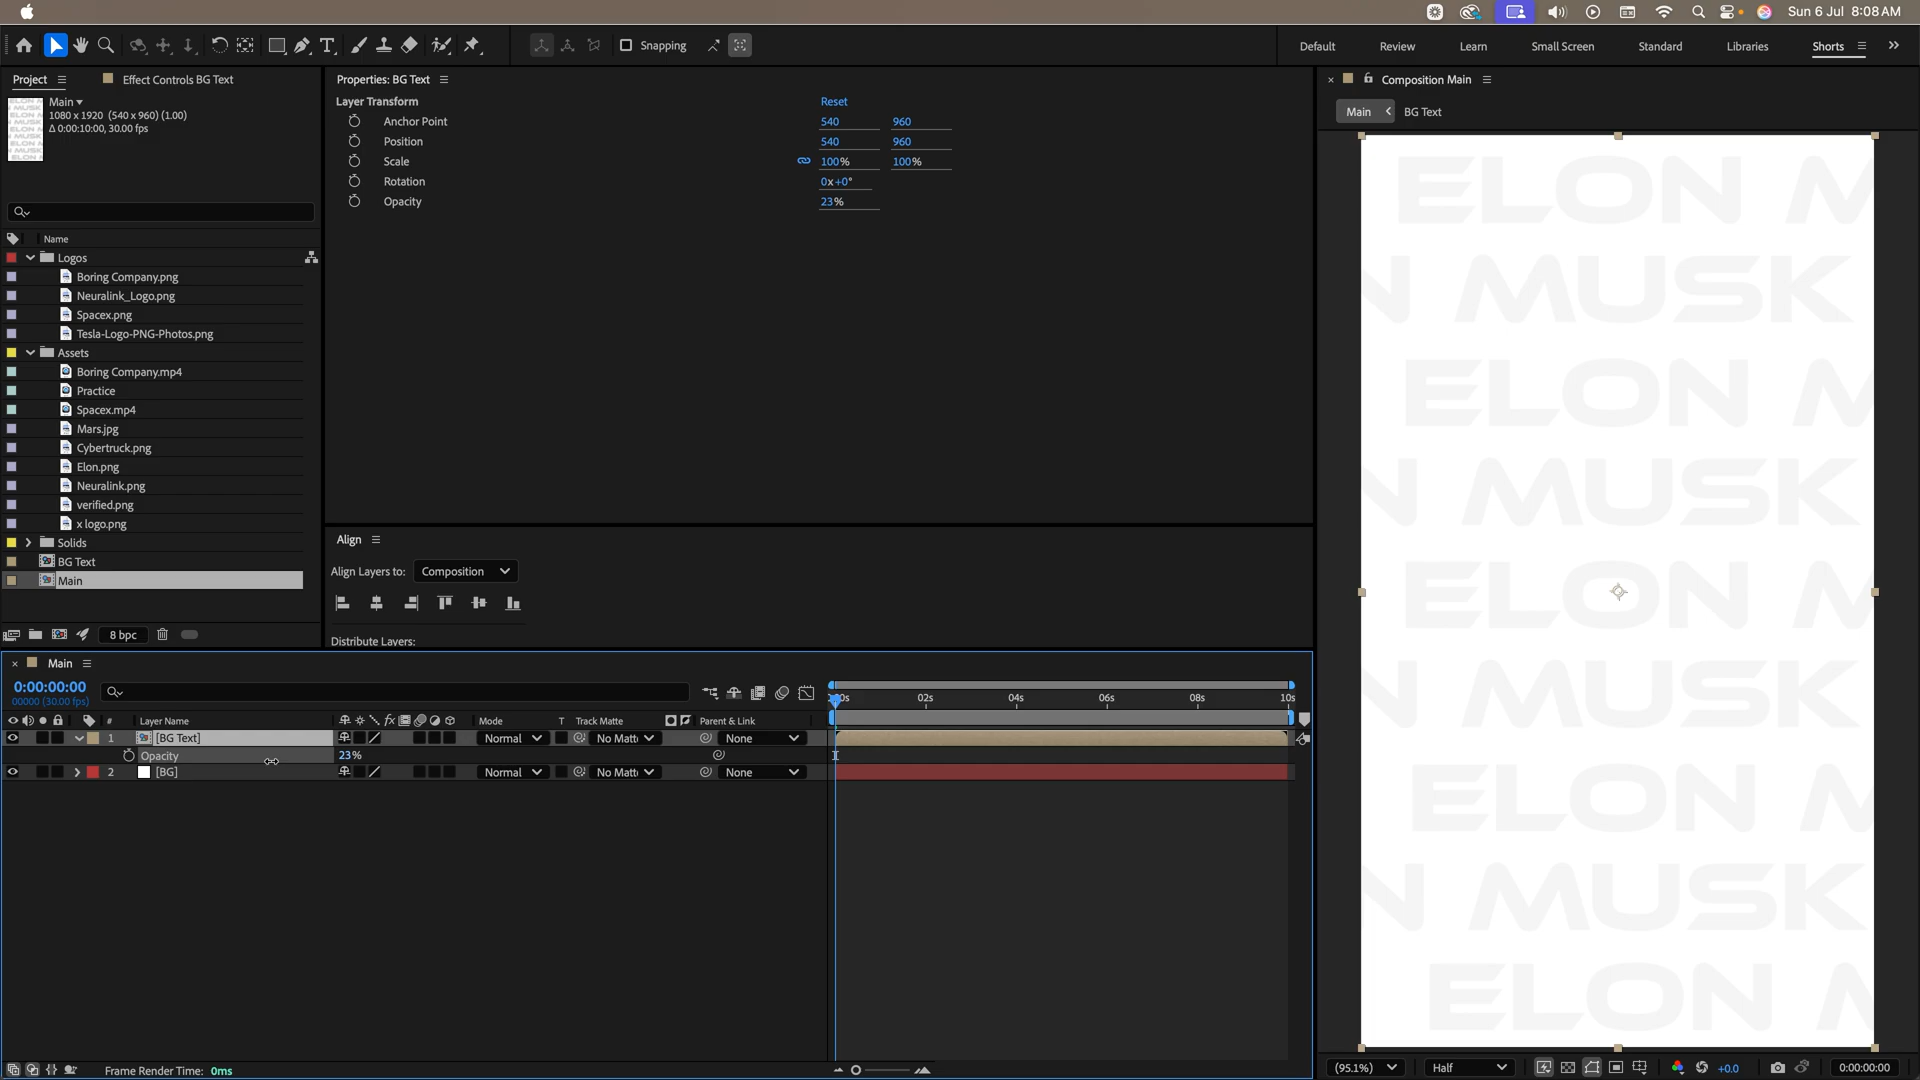 Sun 6 Jul 8:08 AM
Snapping
Default
Review
Learn
Small Screen
Standard
Libraries
Shorts
Project
Effect Controls BG Text
Main
1080 x 1920 (540 x 960) (1.00)
Δ 0:00:10:00, 30.00 fps
Name
Logos
Boring Company.png
Neuralink_Logo.png
Spacex.png
Tesla-Logo-PNG-Photos.png
Assets
Boring Company.mp4
Practice
Spacex.mp4
Mars.jpg
Cybertruck.png
Elon.png
Neuralink.png
verified.png
x logo.png
Solids
BG Text
Main
8 bpc
Properties: BG Text
Layer Transform Reset
Anchor Point 540 960
Position 540 960
Scale 100% 100%
Rotation 0x+0°
Opacity 23%
Align
Align Layers to: Composition
Distribute Layers:
Composition Main
Main BG Text
ELON M
N MUSK
ELON M
N MUSK
ELON M
N MUSK
ELON M
N MUSK
ELON M
(95.1%) Half +0.0 0:00:00:00
Main
0:00:00:00
00000 (30.00 fps)
# Layer Name Mode T Track Matte Parent & Link
02s 04s 06s 08s 10s
1 [BG Text] Normal No Matt None
Opacity 23%
2 [BG] Normal No Matt None
Frame Render Time: 0ms